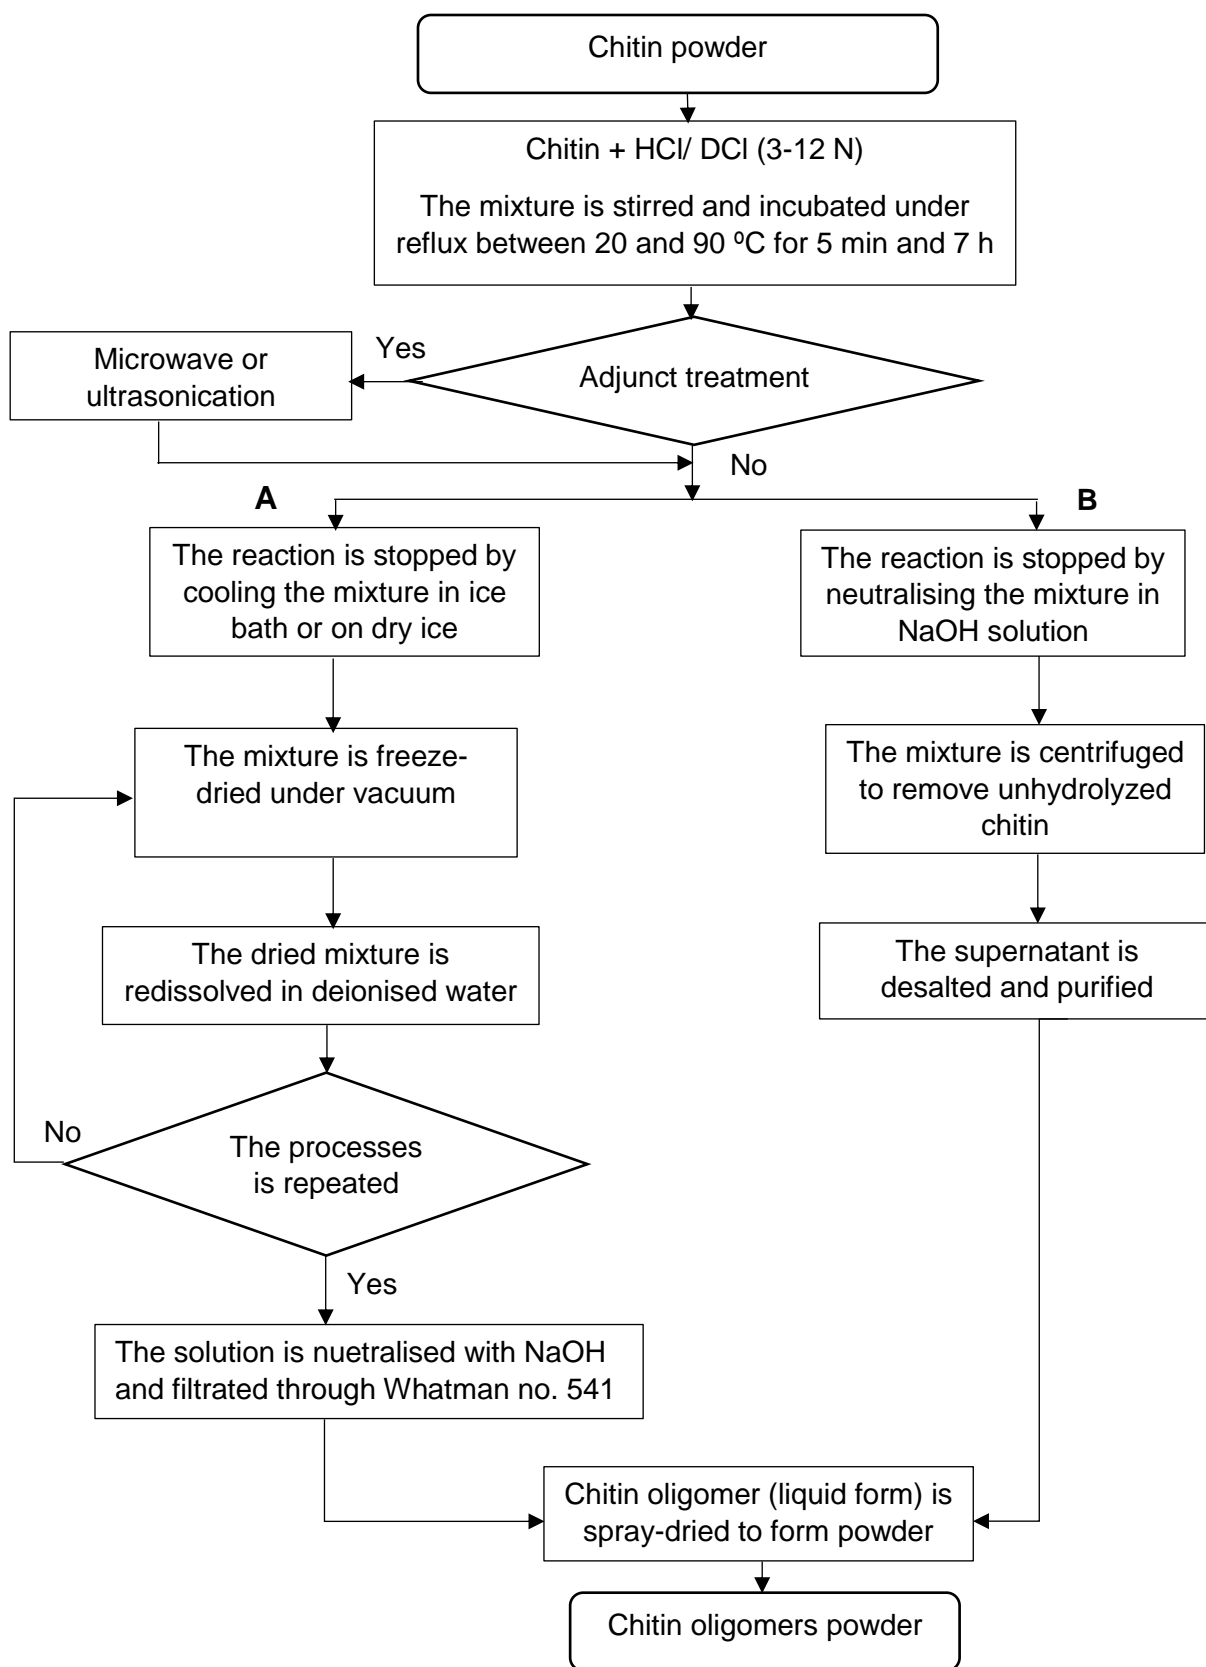 Chitin powder
Chitin + HCl/ DCl (3-12 N)
The mixture is stirred and incubated under
reflux between 20 and 90 ºC for 5 min and 7 h
Adjunct treatment
Yes
Microwave or
ultrasonication
No
A
The reaction is stopped by
cooling the mixture in ice
bath or on dry ice
The mixture is freeze-
dried under vacuum
The dried mixture is
redissolved in deionised water
The processes
is repeated
No
Yes
The solution is nuetralised with NaOH
and filtrated through Whatman no. 541
B
The reaction is stopped by
neutralising the mixture in
NaOH solution
The mixture is centrifuged
to remove unhydrolyzed
chitin
The supernatant is
desalted and purified
Chitin oligomer (liquid form) is
spray-dried to form powder
Chitin oligomers powder